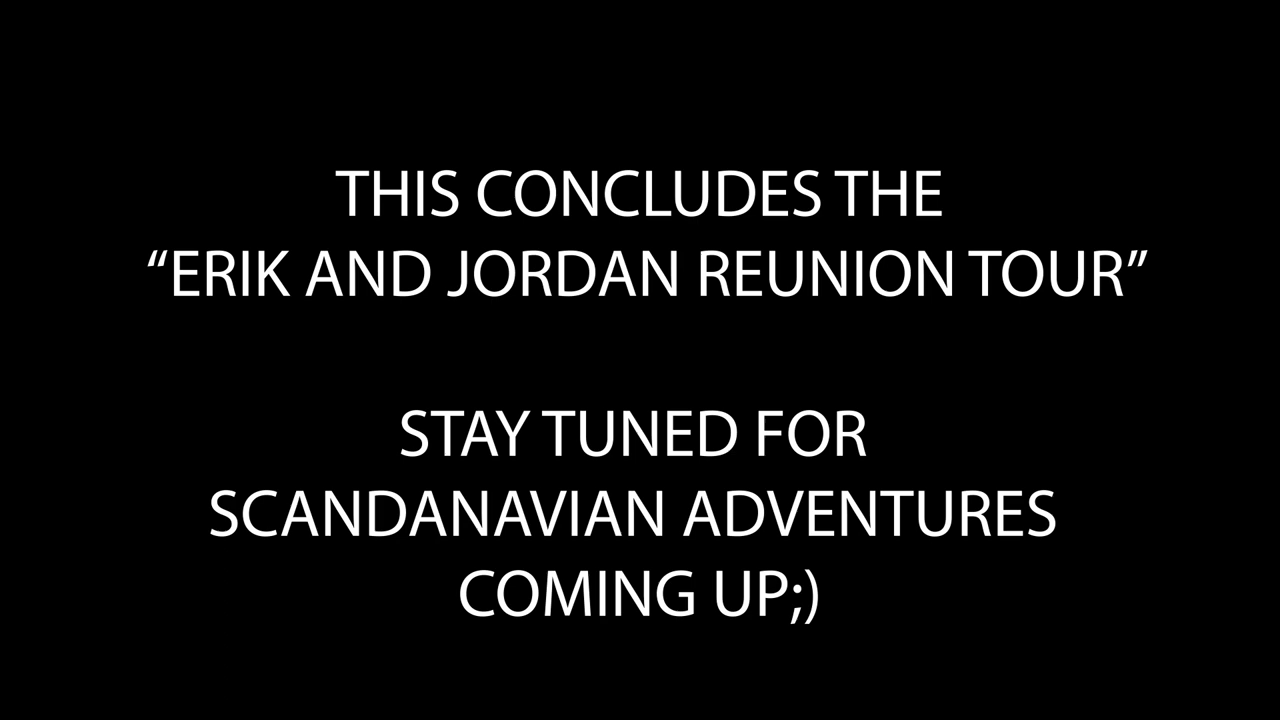 THIS CONCLUDES THE
“ERIK AND JORDAN REUNION TOUR”
STAY TUNED FOR
SCANDANAVIAN ADVENTURES
COMING UP;)